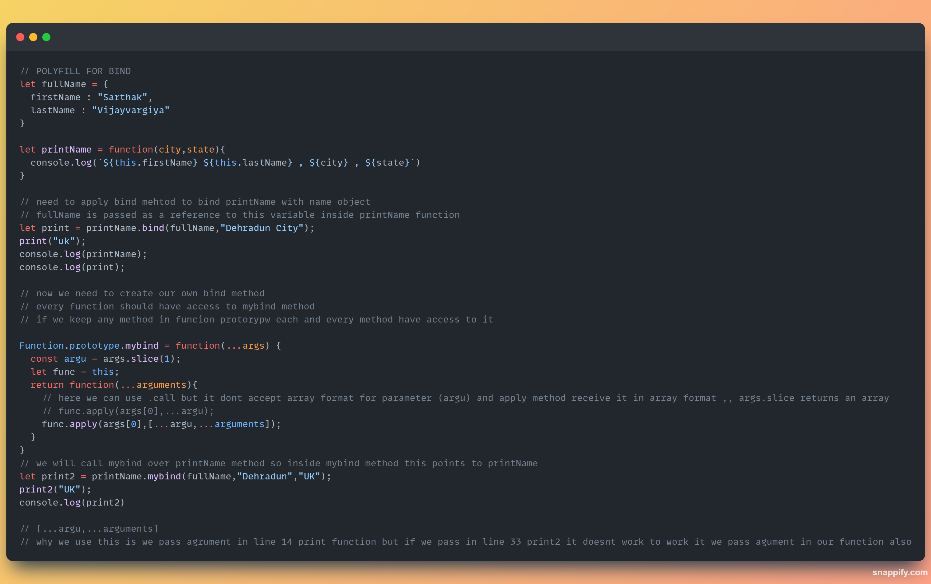 // POLYFILL FOR BIND
let fullName = {
  firstName : "Sarthak",
  lastName : "Vijayvargiya"
}
let printName = function(city,state){
  console.log(`${this.firstName} ${this.lastName} , ${city} , ${state}`)
}
// need to apply bind mehtod to bind printName with name object
// fullName is passed as a reference to this variable inside printName function
let print = printName.bind(fullName,"Dehradun City");
print("uk");
console.log(printName);
console.log(print);
// now we need to create our own bind method
// every function should have access to mybind method
// if we keep any method in funcion protorypw each and every method have access to it
Function.prototype.mybind = function(...args) {
  const argu = args.slice(1);
  let func = this;
  return function(...arguments){
    // here we can use .call but it dont accept array format for parameter (argu) and apply method receive it in array format ,, args.slice returns an array
    // func.apply(args[0],...argu);
    func.apply(args[0],[...argu,...arguments]);
  }
}
// we will call mybind over printName method so inside mybind method this points to printName
let print2 = printName.mybind(fullName,"Dehradun","UK");
print2("UK");
console.log(print2)
// [...argu,...arguments]
// why we use this is we pass agrument in line 14 print function but if we pass in line 33 print2 it doesnt work to work it we pass agument in our function also
snappify.com